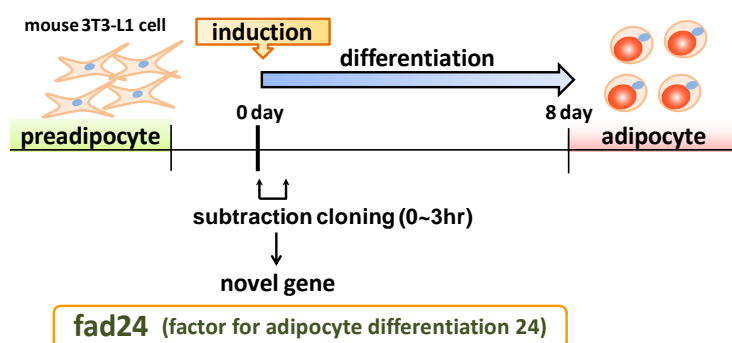 mouse 3T3-L1 cell
induction
differentiation
0 day
8 day
preadipocyte
adipocyte
subtraction cloning (0~3hr)
novel gene
fad24 (factor for adipocyte differentiation 24)